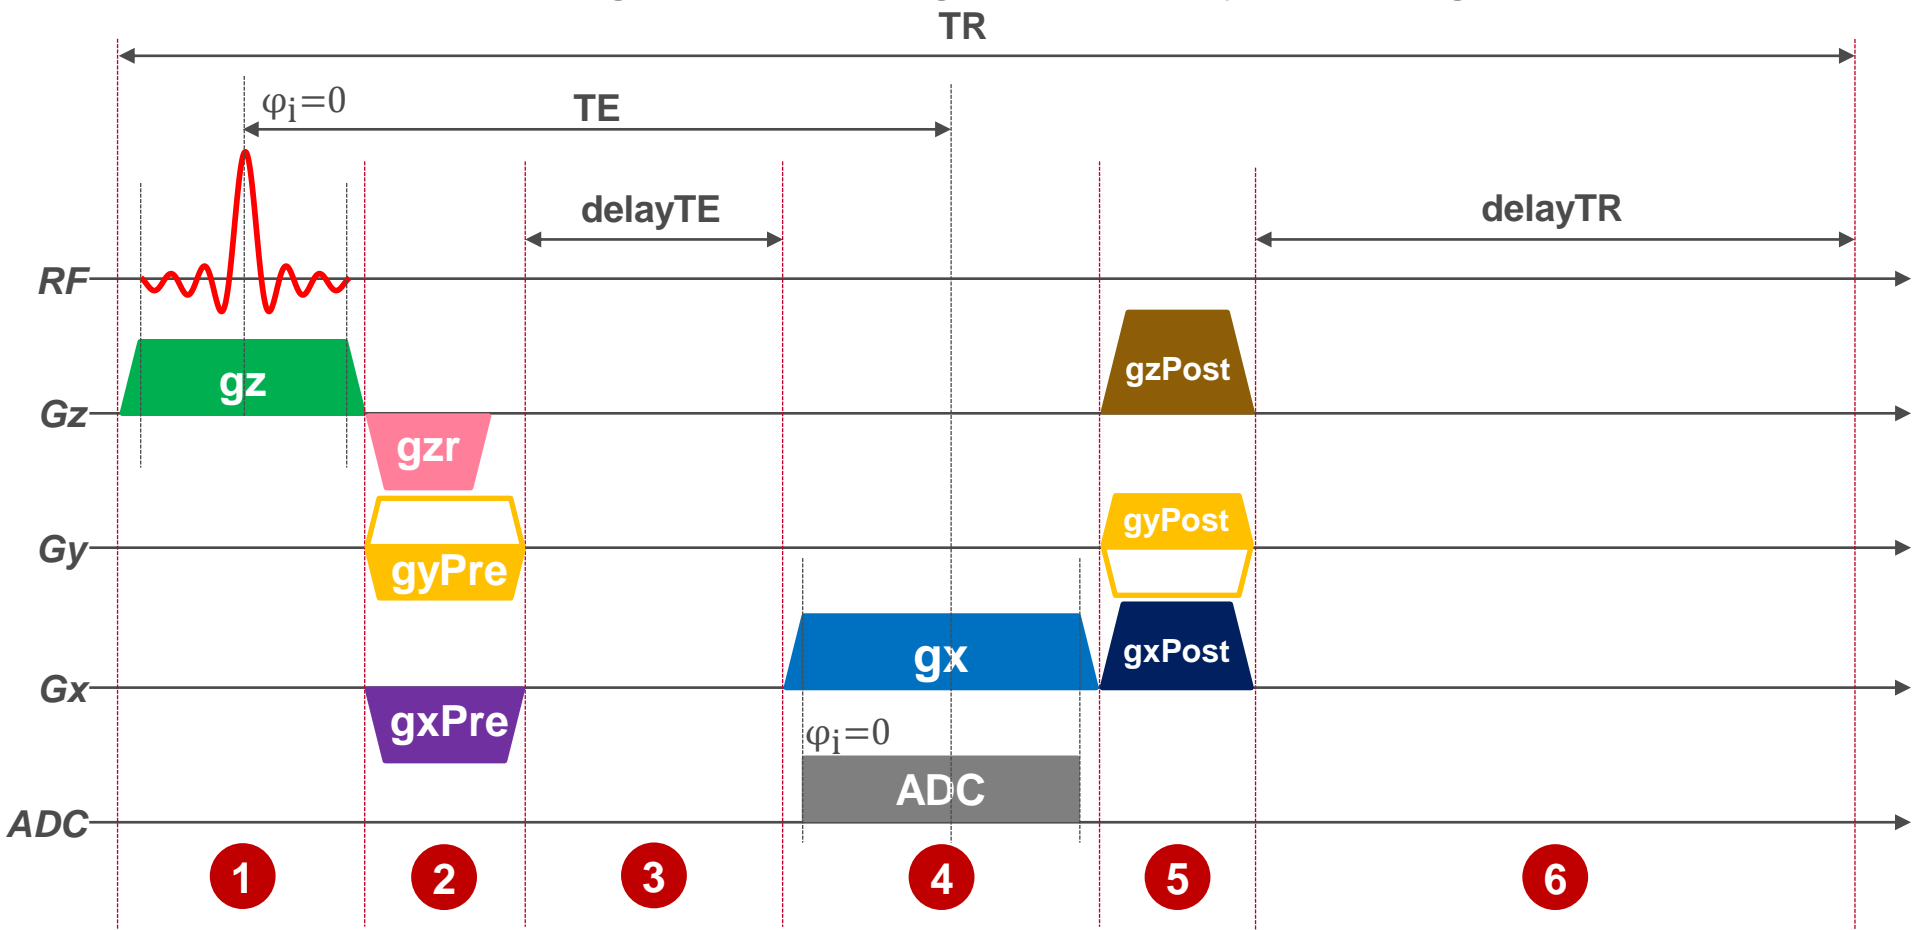 TR
φi=0
TE
delayTE
delayTR
RF
gz
gzPost
Gz
gzr
gyPost
Gy
gyPre
gx
gxPost
Gx
gxPre
φi=0
ADC
ADC
1
2
3
4
5
6